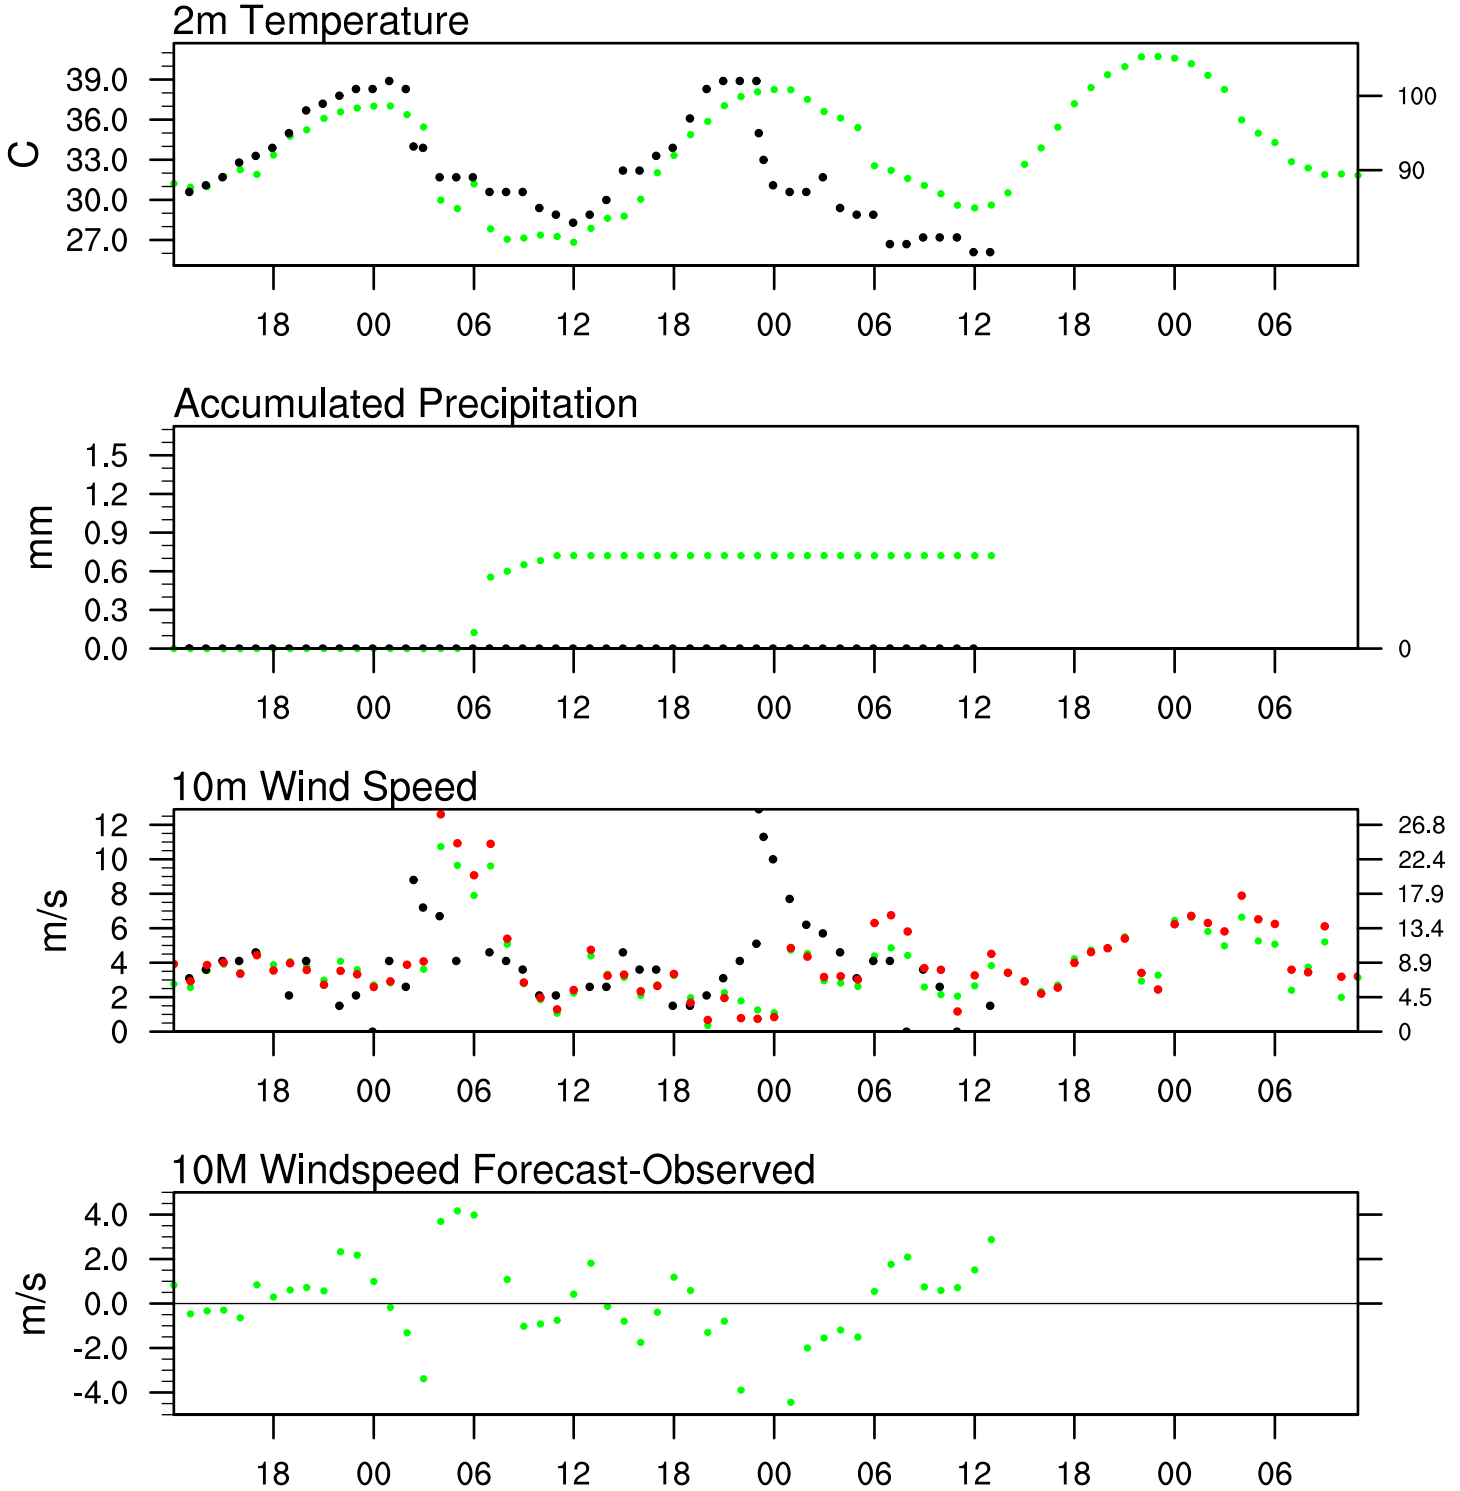 2m Temperature
39.0
36.0
33.0
30.0
27.0
C
100
90
18 00 06 12 18 00 06 12 18 00 06
Accumulated Precipitation
1.5
1.2
0.9
0.6
0.3
0.0
mm
0
18 00 06 12 18 00 06 12 18 00 06
10m Wind Speed
12
10
8
6
4
2
0
m/s
26.8
22.4
17.9
13.4
8.9
4.5
0
18 00 06 12 18 00 06 12 18 00 06
10M Windspeed Forecast-Observed
4.0
2.0
0.0
-2.0
-4.0
m/s
18 00 06 12 18 00 06 12 18 00 06